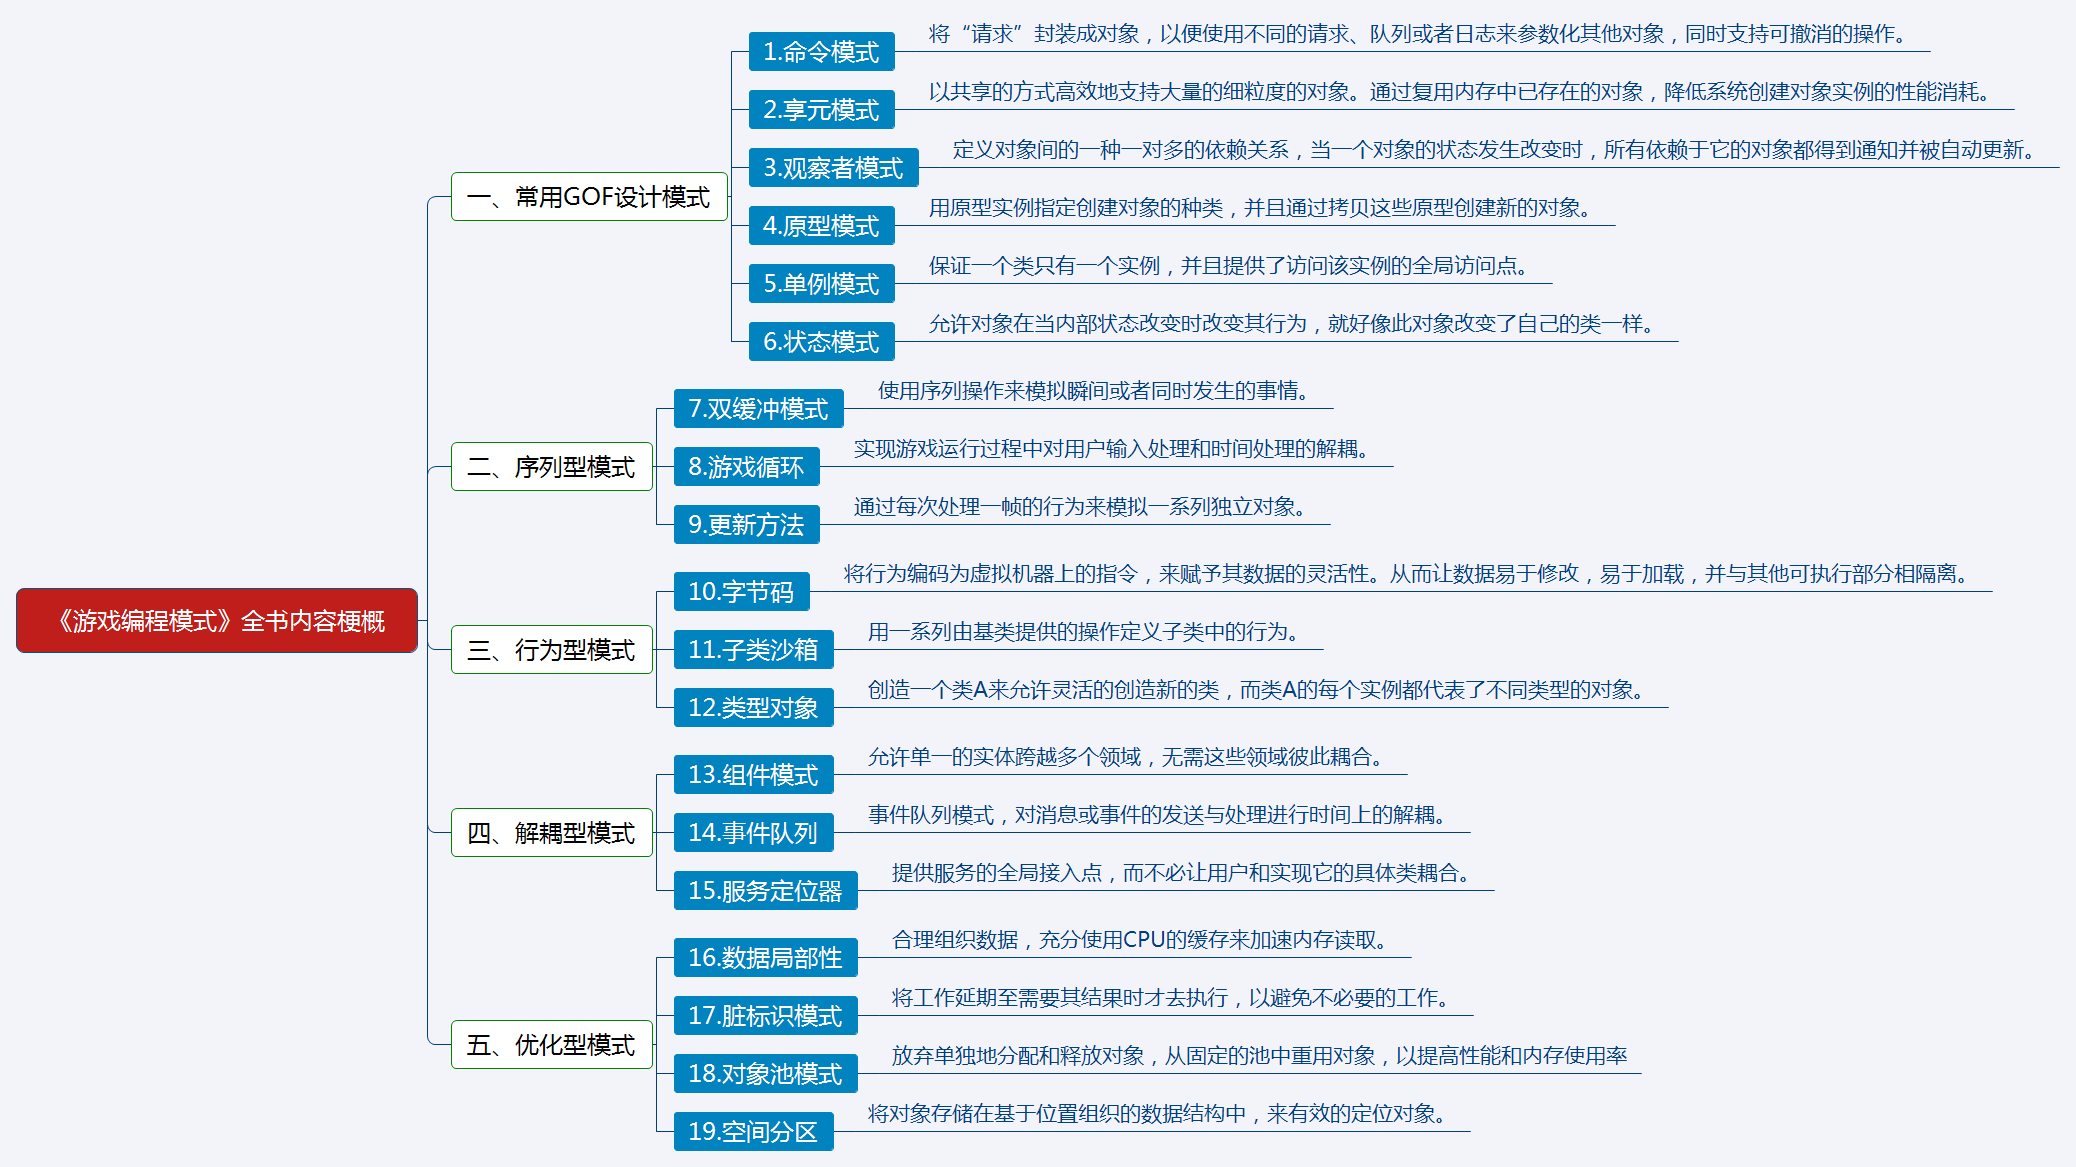 《游戏编程模式》全书内容梗概
一、常用GOF设计模式
1.命令模式
将“请求”封装成对象，以便使用不同的请求、队列或者日志来参数化其他对象，同时支持可撤消的操作。
2.享元模式
以共享的方式高效地支持大量的细粒度的对象。通过复用内存中已存在的对象，降低系统创建对象实例的性能消耗。
3.观察者模式
定义对象间的一种一对多的依赖关系，当一个对象的状态发生改变时，所有依赖于它的对象都得到通知并被自动更新。
4.原型模式
用原型实例指定创建对象的种类，并且通过拷贝这些原型创建新的对象。
5.单例模式
保证一个类只有一个实例，并且提供了访问该实例的全局访问点。
6.状态模式
允许对象在当内部状态改变时改变其行为，就好像此对象改变了自己的类一样。
二、序列型模式
7.双缓冲模式
使用序列操作来模拟瞬间或者同时发生的事情。
8.游戏循环
实现游戏运行过程中对用户输入处理和时间处理的解耦。
9.更新方法
通过每次处理一帧的行为来模拟一系列独立对象。
三、行为型模式
10.字节码
将行为编码为虚拟机器上的指令，来赋予其数据的灵活性。从而让数据易于修改，易于加载，并与其他可执行部分相隔离。
11.子类沙箱
用一系列由基类提供的操作定义子类中的行为。
12.类型对象
创造一个类A来允许灵活的创造新的类，而类A的每个实例都代表了不同类型的对象。
四、解耦型模式
13.组件模式
允许单一的实体跨越多个领域，无需这些领域彼此耦合。
14.事件队列
事件队列模式，对消息或事件的发送与处理进行时间上的解耦。
15.服务定位器
提供服务的全局接入点，而不必让用户和实现它的具体类耦合。
五、优化型模式
16.数据局部性
合理组织数据，充分使用CPU的缓存来加速内存读取。
17.脏标识模式
将工作延期至需要其结果时才去执行，以避免不必要的工作。
18.对象池模式
放弃单独地分配和释放对象，从固定的池中重用对象，以提高性能和内存使用率
19.空间分区
将对象存储在基于位置组织的数据结构中，来有效的定位对象。